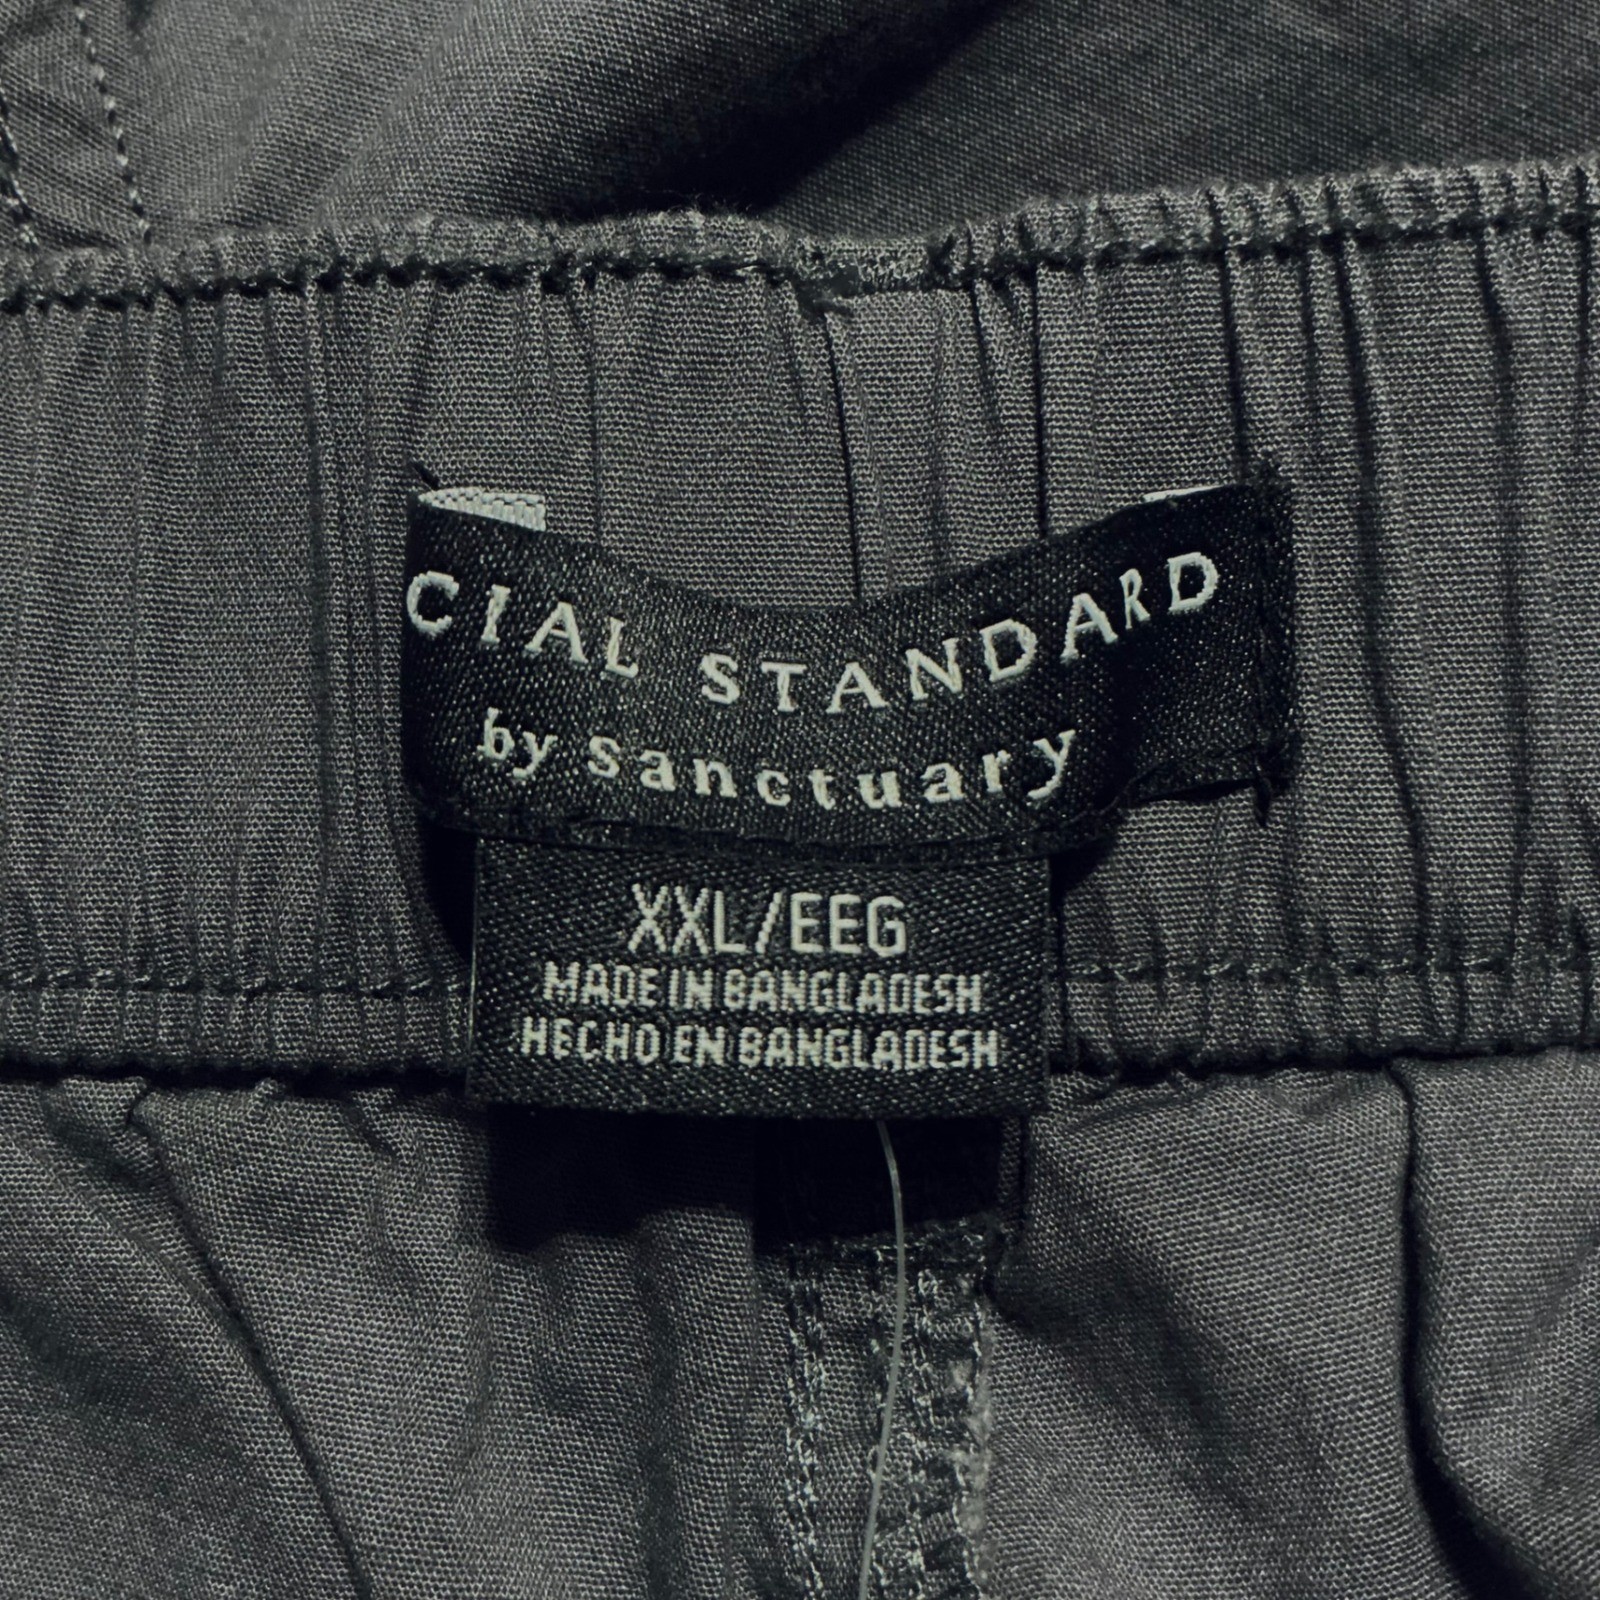 CIAL STANDARD
by sanctuary
XXL/EEG
MADE IN BANGLADESH
HECHO EN BANGLADESH